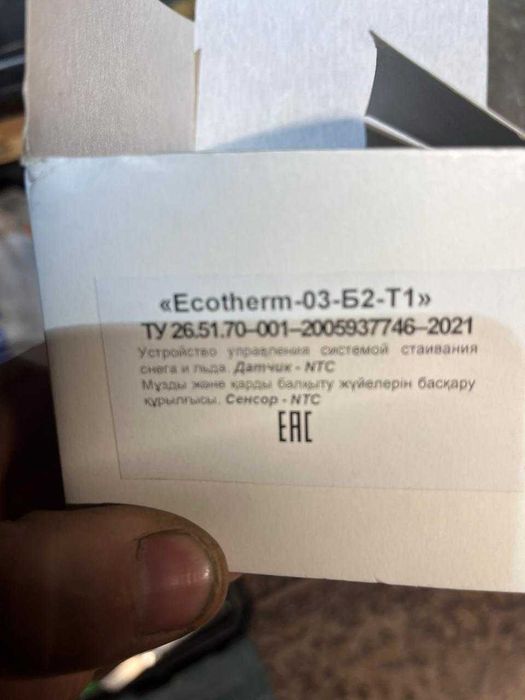 «Ecotherm-03-Б2-Т1»
ТУ 26.51.70–001–2005937746–2021
Устройство управления системой стаивания
снега и льда. Датчик - NTC
Мұзды және қарды балқыту жүйелерін басқару
құрылғысы. Сенсор - NTC
EAC